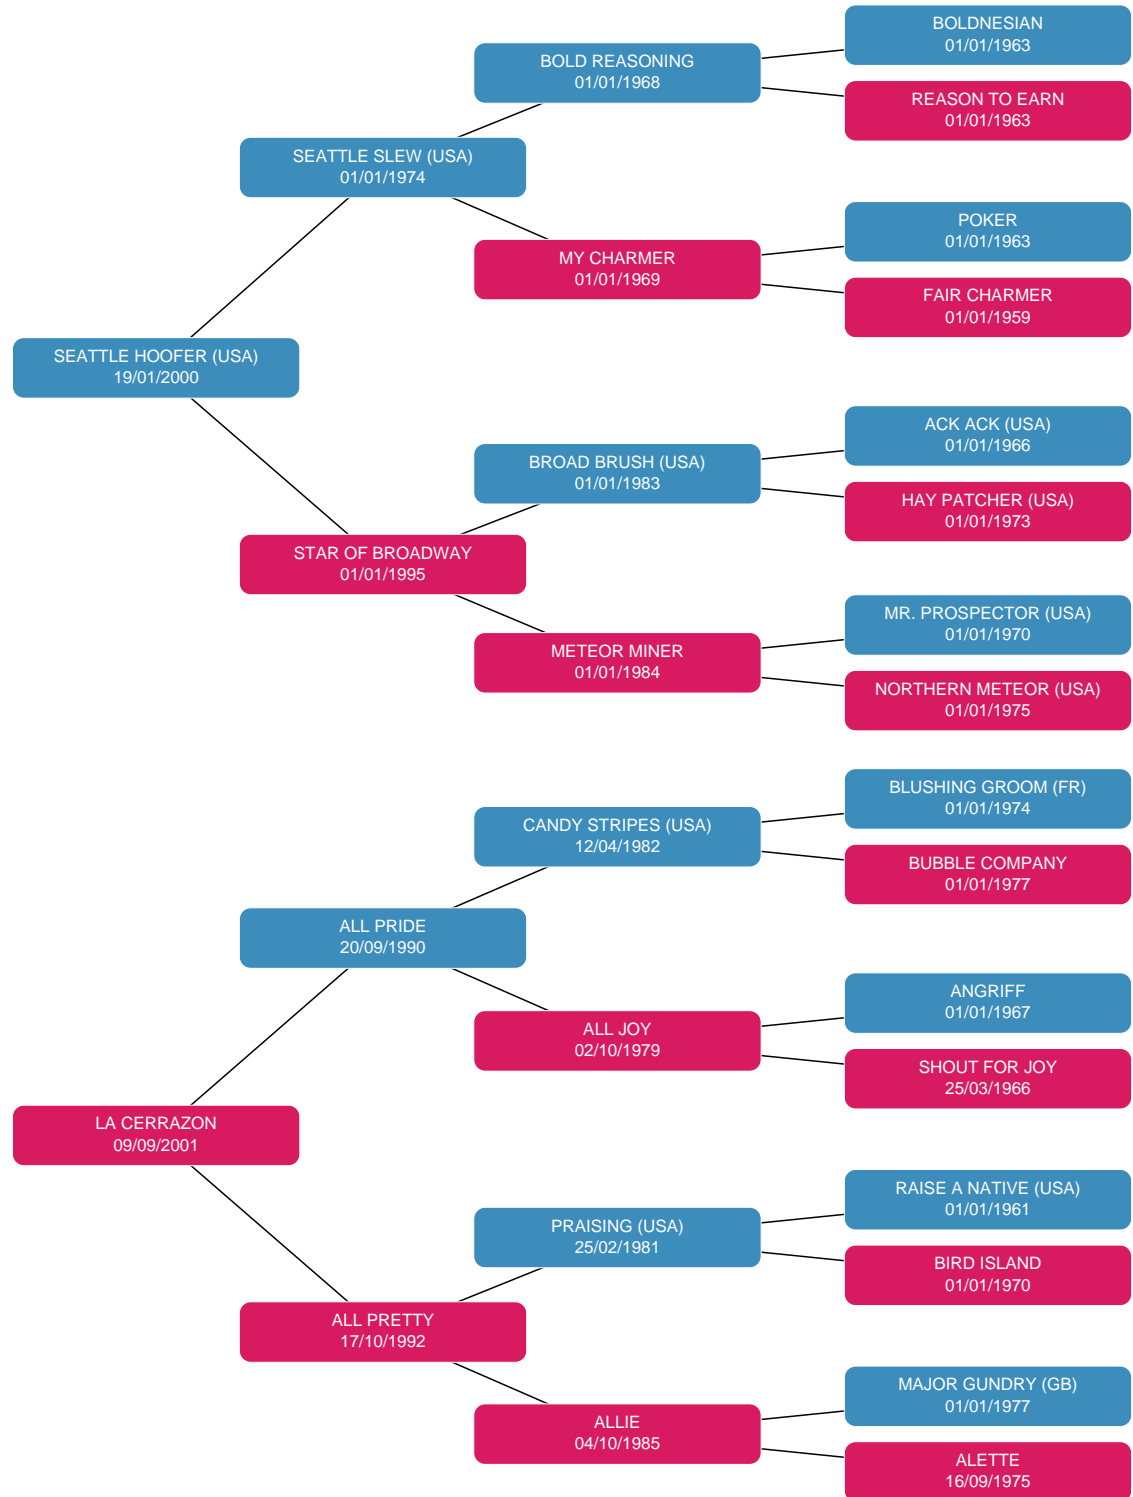 BOLDNESIAN
01/01/1963
BOLD REASONING
01/01/1968
REASON TO EARN
01/01/1963
SEATTLE SLEW (USA)
01/01/1974
POKER
01/01/1963
MY CHARMER
01/01/1969
FAIR CHARMER
01/01/1959
SEATTLE HOOFER (USA)
19/01/2000
ACK ACK (USA)
01/01/1966
BROAD BRUSH (USA)
01/01/1983
HAY PATCHER (USA)
01/01/1973
STAR OF BROADWAY
01/01/1995
MR. PROSPECTOR (USA)
01/01/1970
METEOR MINER
01/01/1984
NORTHERN METEOR (USA)
01/01/1975
BLUSHING GROOM (FR)
01/01/1974
CANDY STRIPES (USA)
12/04/1982
BUBBLE COMPANY
01/01/1977
ALL PRIDE
20/09/1990
ANGRIFF
01/01/1967
ALL JOY
02/10/1979
SHOUT FOR JOY
25/03/1966
LA CERRAZON
09/09/2001
RAISE A NATIVE (USA)
01/01/1961
PRAISING (USA)
25/02/1981
BIRD ISLAND
01/01/1970
ALL PRETTY
17/10/1992
MAJOR GUNDRY (GB)
01/01/1977
ALLIE
04/10/1985
ALETTE
16/09/1975